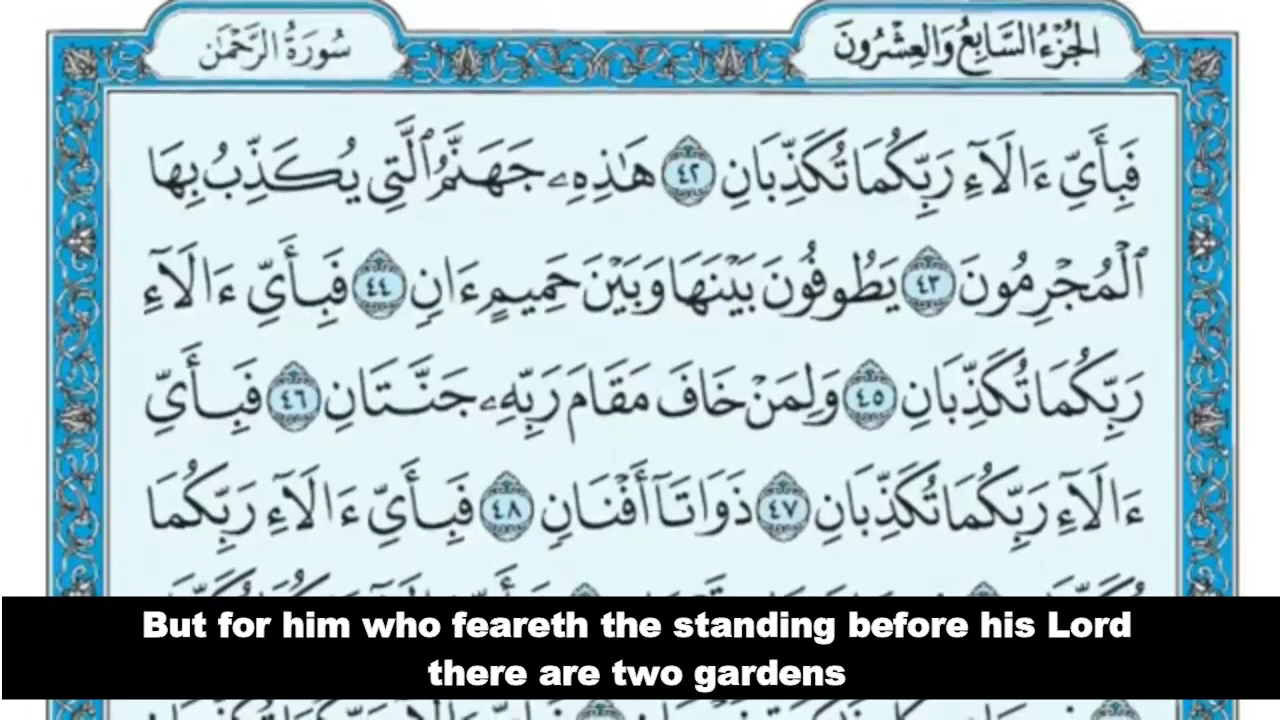 الجُزْءُ السَّابِعُ وَالعِشْرُونَ
سُورَةُ الرَّحْمَٰن
فَبِأَيِّ ءَالَآءِ رَبِّكُمَا تُكَذِّبَانِ ٤٢ هَٰذِهِۦ جَهَنَّمُ ٱلَّتِي يُكَذِّبُ بِهَا
ٱلْمُجْرِمُونَ ٤٣ يَطُوفُونَ بَيْنَهَا وَبَيْنَ حَمِيمٍ ءَانٍ ٤٤ فَبِأَيِّ ءَالَآءِ
رَبِّكُمَا تُكَذِّبَانِ ٤٥ وَلِمَنْ خَافَ مَقَامَ رَبِّهِۦ جَنَّتَانِ ٤٦ فَبِأَيِّ
ءَالَآءِ رَبِّكُمَا تُكَذِّبَانِ ٤٧ ذَوَاتَآ أَفْنَانٍ ٤٨ فَبِأَيِّ ءَالَآءِ رَبِّكُمَا
But for him who feareth the standing before his Lord
there are two gardens